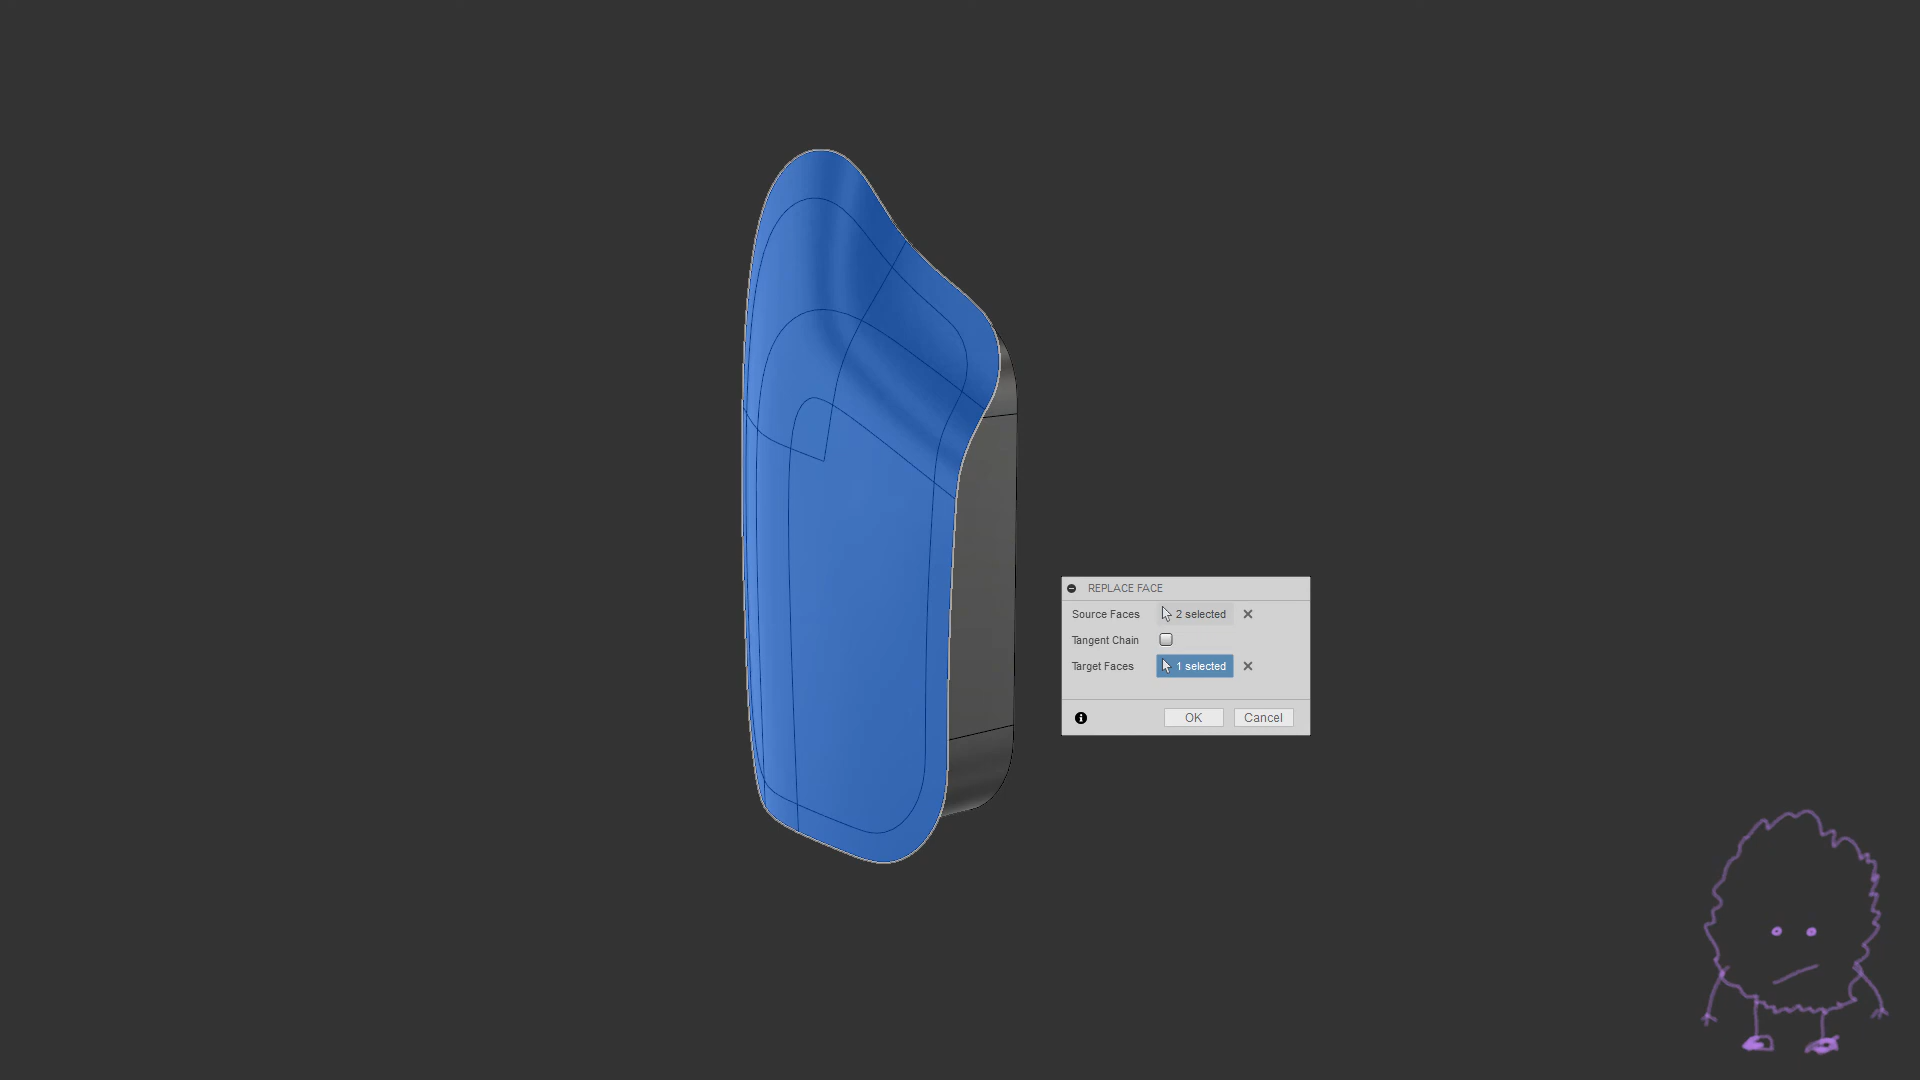 REPLACE FACE
Source Faces 2 selected
Tangent Chain
Target Faces 1 selected
OK Cancel